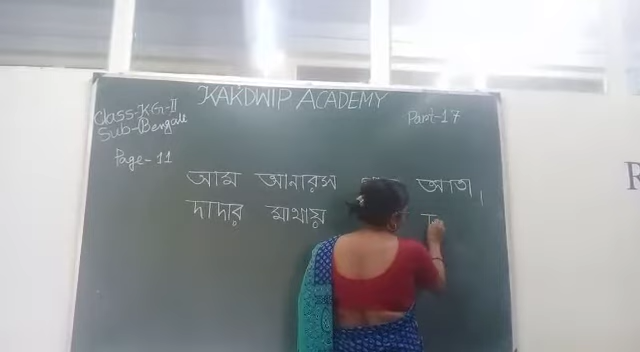 KAKDWIP ACADEMY
Class-KG-II
Sub-Bengali
Part-17
Page-11
আম আনারস আতা।
দাদার মাথায়
R